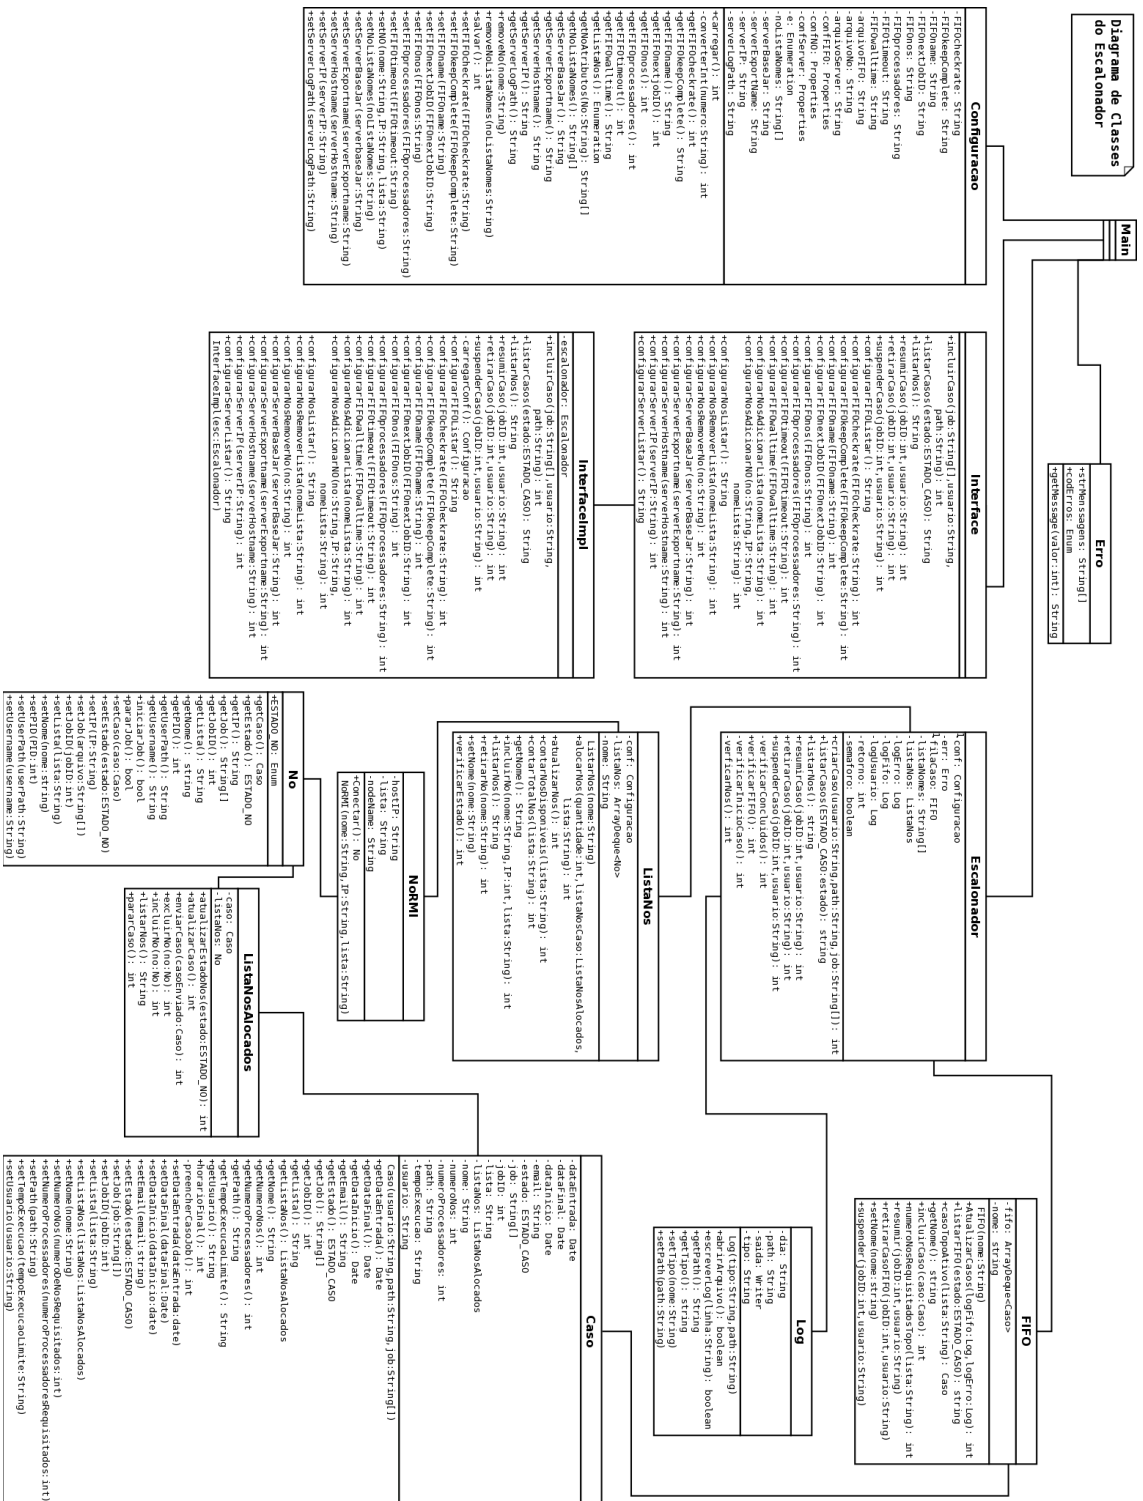 Diagrama de Classes
do Escalonador
Main
Configuracao
-FIFOcheckrate: String
-FIFOkeepComplete: String
-FIFOname: String
-FIFOnextJobID: String
-FIFOnos: String
-FIFOprocessadores: String
-FIFOtimeout: String
-FIFOwalltime: String
-arquivoFIFO: String
-arquivoNo: String
-arquivoServer: String
-confFIFO: Properties
-confNO: Properties
-confServer: Properties
-e: Enumeration
-noListaNomes: String[]
-serverBaseJar: String
-serverExportName: String
-serverIP: String
-serverLogPath: String
+carregar(): int
-converterInt(numero:String): int
+getFIFOcheckrate(): int
+getFIFOkeepComplete(): String
+getFIFOname(): String
+getFIFOnextJobID(): int
+getFIFOnos(): int
+getFIFOprocessadores(): int
+getFIFOtimeout(): int
+getFIFOwalltime(): String
+getListaNos(): Enumeration
+getNoAtributos(No:String): String[]
+getNoListaNomes(): String[]
+getServerBaseJar(): String
+getServerExportname(): String
+getServerHostname(): String
+getServerIP(): String
+getServerLogPath(): String
+removeNo(nome:String)
+removeNoListaNomes(noListaNomes:String)
+salvar(): int
+setFIFOcheckrate(FIFOcheckrate:String)
+setFIFOkeepComplete(FIFOkeepComplete:String)
+setFIFOname(FIFOname:String)
+setFIFOnextJobID(FIFOnextJobID:String)
+setFIFOnos(FIFOnos:String)
+setFIFOprocessadores(FIFOprocessadores:String)
+setFIFOtimeout(FIFOtimeout:String)
+setNO(nome:String,IP:String,lista:String)
+setNoListaNomes(noListaNomes:String)
+setServerBaseJar(serverbaseJar:String)
+setServerExportname(serverExportname:String)
+setServerHostname(serverHostname:String)
+setServerIP(serverIP:String)
+setServerLogPath(serverLogPath:String)
Erro
+strMenssagens: String[]
+codErros: Enum
+getMessage(valor:int): String
Interface
+incluirCaso(job:String[],usuario:String,
path:String): int
+listarCasos(estado:ESTADO_CASO): String
+listarNos(): String
+resumirCaso(jobID:int,usuario:String): int
+retirarCaso(jobID:int,usuario:String): int
+suspenderCaso(jobID:int,usuario:String): int
+configurarFIFOListar(): String
+configurarFIFOcheckrate(FIFOcheckrate:String): int
+configurarFIFOkeepComplete(FIFOkeepComplete:String): int
+configurarFIFOname(FIFOname:String): int
+configurarFIFOnextJobID(FIFOnextJobID:String): int
+configurarFIFOnos(FIFOnos:String): int
+configurarFIFOprocessadores(FIFOprocessadores:String): int
+configurarFIFOtimeout(FIFOtimeout:String): int
+configurarFIFOwalltime(FIFOwalltime:String): int
+configurarNosAdicionarLista(nomeLista:String): int
+configurarNosAdicionarNO(no:String,IP:String,
nomeLista:String): int
+configurarNosListar(): String
+configurarNosRemoverLista(nomeLista:String): int
+configurarNosRemoverNo(no:String): int
+configurarServerBaseJar(serverBaseJar:String): int
+configurarServerExportname(serverExportname:String): int
+configurarServerHostname(serverHostname:String): int
+configurarServerIP(serverIP:String): int
+configurarServerListar(): String
InterfaceImpl
-escalonador: Escalonador
+incluirCaso(job:String[],usuario:String,
path:String): int
+listarCasos(estado:ESTADO_CASO): String
+listarNos(): String
+resumirCaso(jobID:int,usuario:String): int
+retirarCaso(jobID:int,usuario:String): int
+suspenderCaso(jobID:int,usuario:String): int
-carregarConf(): Configuracao
+configurarFIFOListar(): String
+configurarFIFOcheckrate(FIFOcheckrate:String): int
+configurarFIFOkeepComplete(FIFOkeepComplete:String): int
+configurarFIFOname(FIFOname:String): int
+configurarFIFOnextJobID(FIFOnextJobID:String): int
+configurarFIFOnos(FIFOnos:String): int
+configurarFIFOprocessadores(FIFOprocessadores:String): int
+configurarFIFOtimeout(FIFOtimeout:String): int
+configurarFIFOwalltime(FIFOwalltime:String): int
+configurarNosAdicionarLista(nomeLista:String): int
+configurarNosAdicionarNO(no:String,IP:String,
nomeLista:String): int
+configurarNosListar(): String
+configurarNosRemoverLista(nomeLista:String): int
+configurarNosRemoverNo(no:String): int
+configurarServerBaseJar(serverBaseJar:String): int
+configurarServerExportname(serverExportname:String): int
+configurarServerHostname(serverHostname:String): int
+configurarServerIP(serverIP:String): int
+configurarServerListar(): String
InterfaceImpl(esc:Escalonador)
Escalonador
-conf: Configuracao
-err: Erro
-filaCaso: FIFO
-listaNomes: String[]
-listaNos: ListaNos
-logErro: Log
-logFifo: Log
-logUsuario: Log
-retorno: int
-semaforo: boolean
+criarCaso(usuario:String,path:String,job:String[]): int
+listarCasos(ESTADO_CASO:estado): string
+listarNos(): string
+resumirCaso(jobID:int,usuario:String): int
+retirarCaso(jobID:int,usuario:String): int
+suspenderCaso(jobID:int,usuario:String): int
-verificarConcluidos(): int
+verificarFIFO(): int
-verificarInicioCaso(): int
-verficarNos(): int
ListaNos
-conf: Configuracao
-listaNos: ArrayDeque<No>
-nome: String
ListarNos(nome:String)
+alocarNos(quantidade:int,listaNosCaso:ListaNosAlocados,
lista:String): int
+atualizarNos(): int
+contarNosDisponiveis(lista:String): int
+contarTotalNos(lista:String): int
+getNome(): String
+incluirNo(nome:String,IP:int,lista:String): int
+listarNos(): String
+retirarNo(nome:String): int
+setNome(nome:String)
+verificarEstado(): int
NoRMI
-hostIP: String
-lista: String
-nodeName: String
+Conectar(): No
NoRMI(nome:String,IP:String,lista:String)
No
+ESTADO_NO: Enum
+getCaso(): Caso
+getEstado(): ESTADO_NO
+getIP(): String
+getJob(): String[]
+getJobID(): int
+getLista(): String
+getNome(): string
+getPID(): int
+getUserPath(): String
+getUsername(): String
+iniciarJob(): bool
+pararJob(): bool
+setCaso(caso:Caso)
+setEstado(estado:ESTADO_NO)
+setIP(IP:String)
+setJob(arquivo:String[])
+setJobID(jobID:int)
+setLista(lista:String)
+setNome(nome:string)
+setPID(PID:int)
+setUserPath(userPath:String)
+setUsername(username:String)
ListaNosAlocados
-caso: Caso
-listaNos: No
+atualizarEstadoNos(estado:ESTADO_NO): int
+atualizarCaso(): int
+enviarCaso(casoEnviado:Caso): int
+excluirNo(no:No): int
+incluirNo(no:No): int
+listarNos(): String
+pararCaso(): int
FIFO
-fifo: ArrayDeque<Caso>
-nome: string
FIFO(nome:String)
+AtualizarCasos(logFifo:Log,logErro:Log): int
+listarFIFO(estado:ESTADO_CASO): string
+casoTopoAtivo(lista:String): Caso
+getNome(): string
+incluirCaso(caso:Caso): int
+numeroNosRequisitadosTopo(lista:String): int
+resumir(jobID:int,usuario:String)
+retirarCasoFIFO(jobID:int,usuario:String)
+setNome(nome:string)
+suspender(jobID:int,usuario:String)
Log
-dia: String
-path: String
-saida: Writer
-tipo: String
Log(tipo:String,path:String)
+abrirArquivo(): boolean
+escreverLog(linha:String): boolean
+getPath(): string
+getTipo(): string
+setTipo(nome:String)
+setPath(path:String)
Caso
-dataEntrada: Date
-dataFinal: Date
-dataInicio: Date
-email: String
-estado: ESTADO_CASO
-job: String[]
-jobID: int
-lista: String
-listaNos: ListaNosAlocados
-nome: String
-numeroNos: int
-numeroProcessadores: int
-path: String
-tempoExecucao: String
-usuario: String
Caso(usuario:String,path:String,job:String[])
+getDataEntrada(): Date
+getDataFinal(): Date
+getDataInicio(): Date
+getEmail(): String
+getEstado(): ESTADO_CASO
+getJob(): String[]
+getJobID(): int
+getLista(): String
+getListaNos(): ListaNosAlocados
+getNome(): String
+getNumeroNos(): int
+getNumeroProcessadores(): int
+getPath(): String
+getTempoExecucaoLimite(): String
+getUsuario(): String
+horarioFinal(): int
-preencherCasoJob(): int
+setDataEntrada(dataEntrada:date)
+setDataFinal(dataFinal:Date)
+setDataInicio(dataInicio:date)
+setEmail(email:string)
+setEstado(estado:ESTADO_CASO)
+setJob(job:String[])
+setJobID(jobID:int)
+setLista(lista:String)
+setListaNos(listaNos:ListaNosAlocados)
+setNome(nome:String)
+setNumeroNos(numeroDeNosRequisitados:int)
+setNumeroProcessadores(numeroProcessadoresRequisitados:int)
+setPath(path:String)
+setTempoExecucao(tempoExecucaoLimite:String)
+setUsuario(usuario:String)